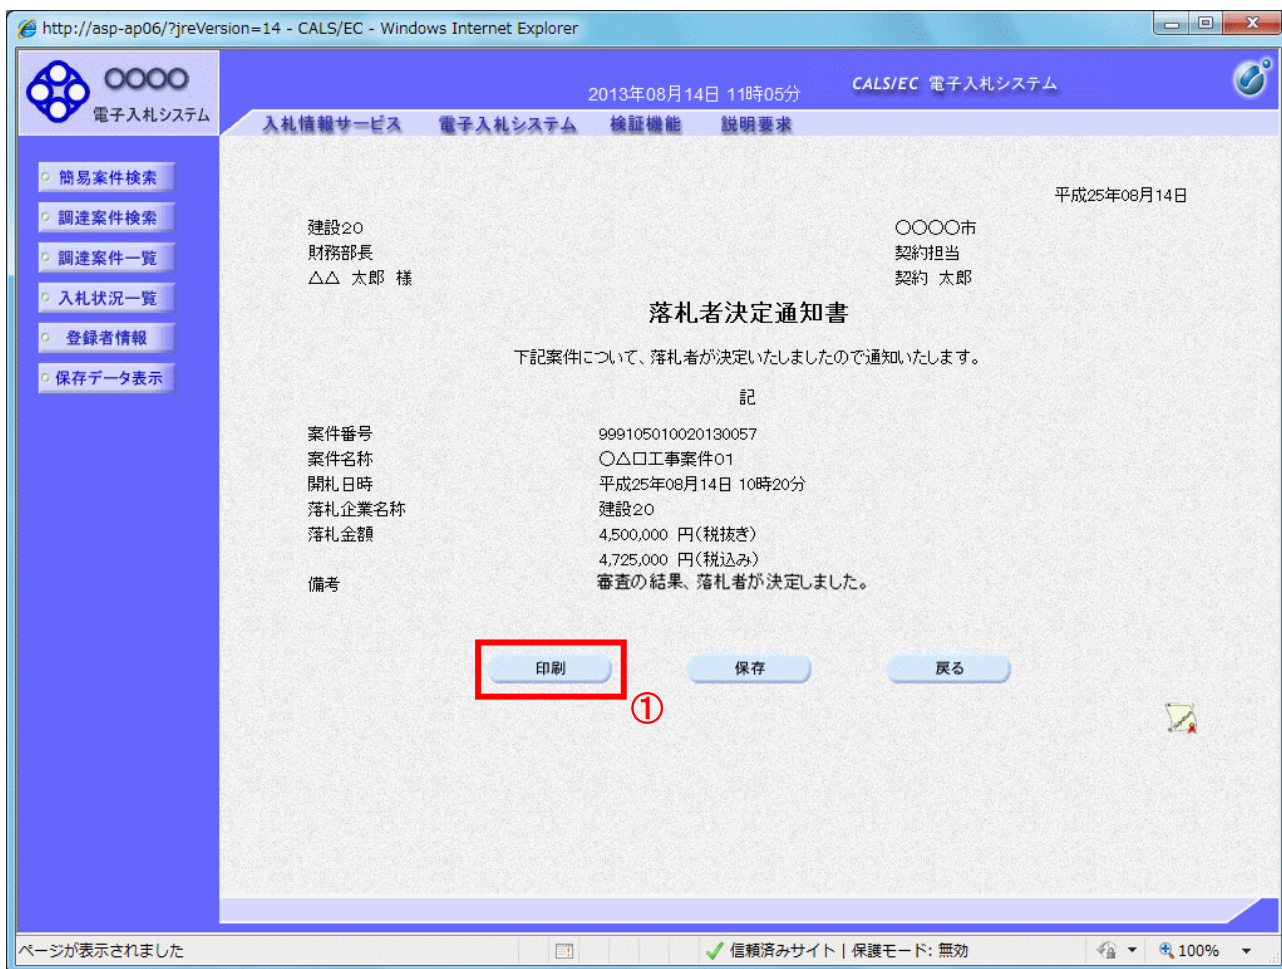 http://asp-ap06/?jreVersion=14 - CALS/EC - Windows Internet Explorer
○○○○
電子入札システム
2013年08月14日 11時05分
CALS/EC 電子入札システム
入札情報サービス 電子入札システム 検証機能 説明要求
簡易案件検索
調達案件検索
調達案件一覧
入札状況一覧
登録者情報
保存データ表示
平成25年08月14日
建設20
財務部長
△△ 太郎 様
○○○○市
契約担当
契約 太郎
落札者決定通知書
下記案件について、落札者が決定いたしましたので通知いたします。
記
案件番号 999105010020130057
案件名称 ○△□工事案件01
開札日時 平成25年08月14日 10時20分
落札企業名称 建設20
落札金額 4,500,000 円(税抜き)
4,725,000 円(税込み)
備考 審査の結果、落札者が決定しました。
印刷 保存 戻る
①
ページが表示されました
信頼済みサイト | 保護モード: 無効
100%